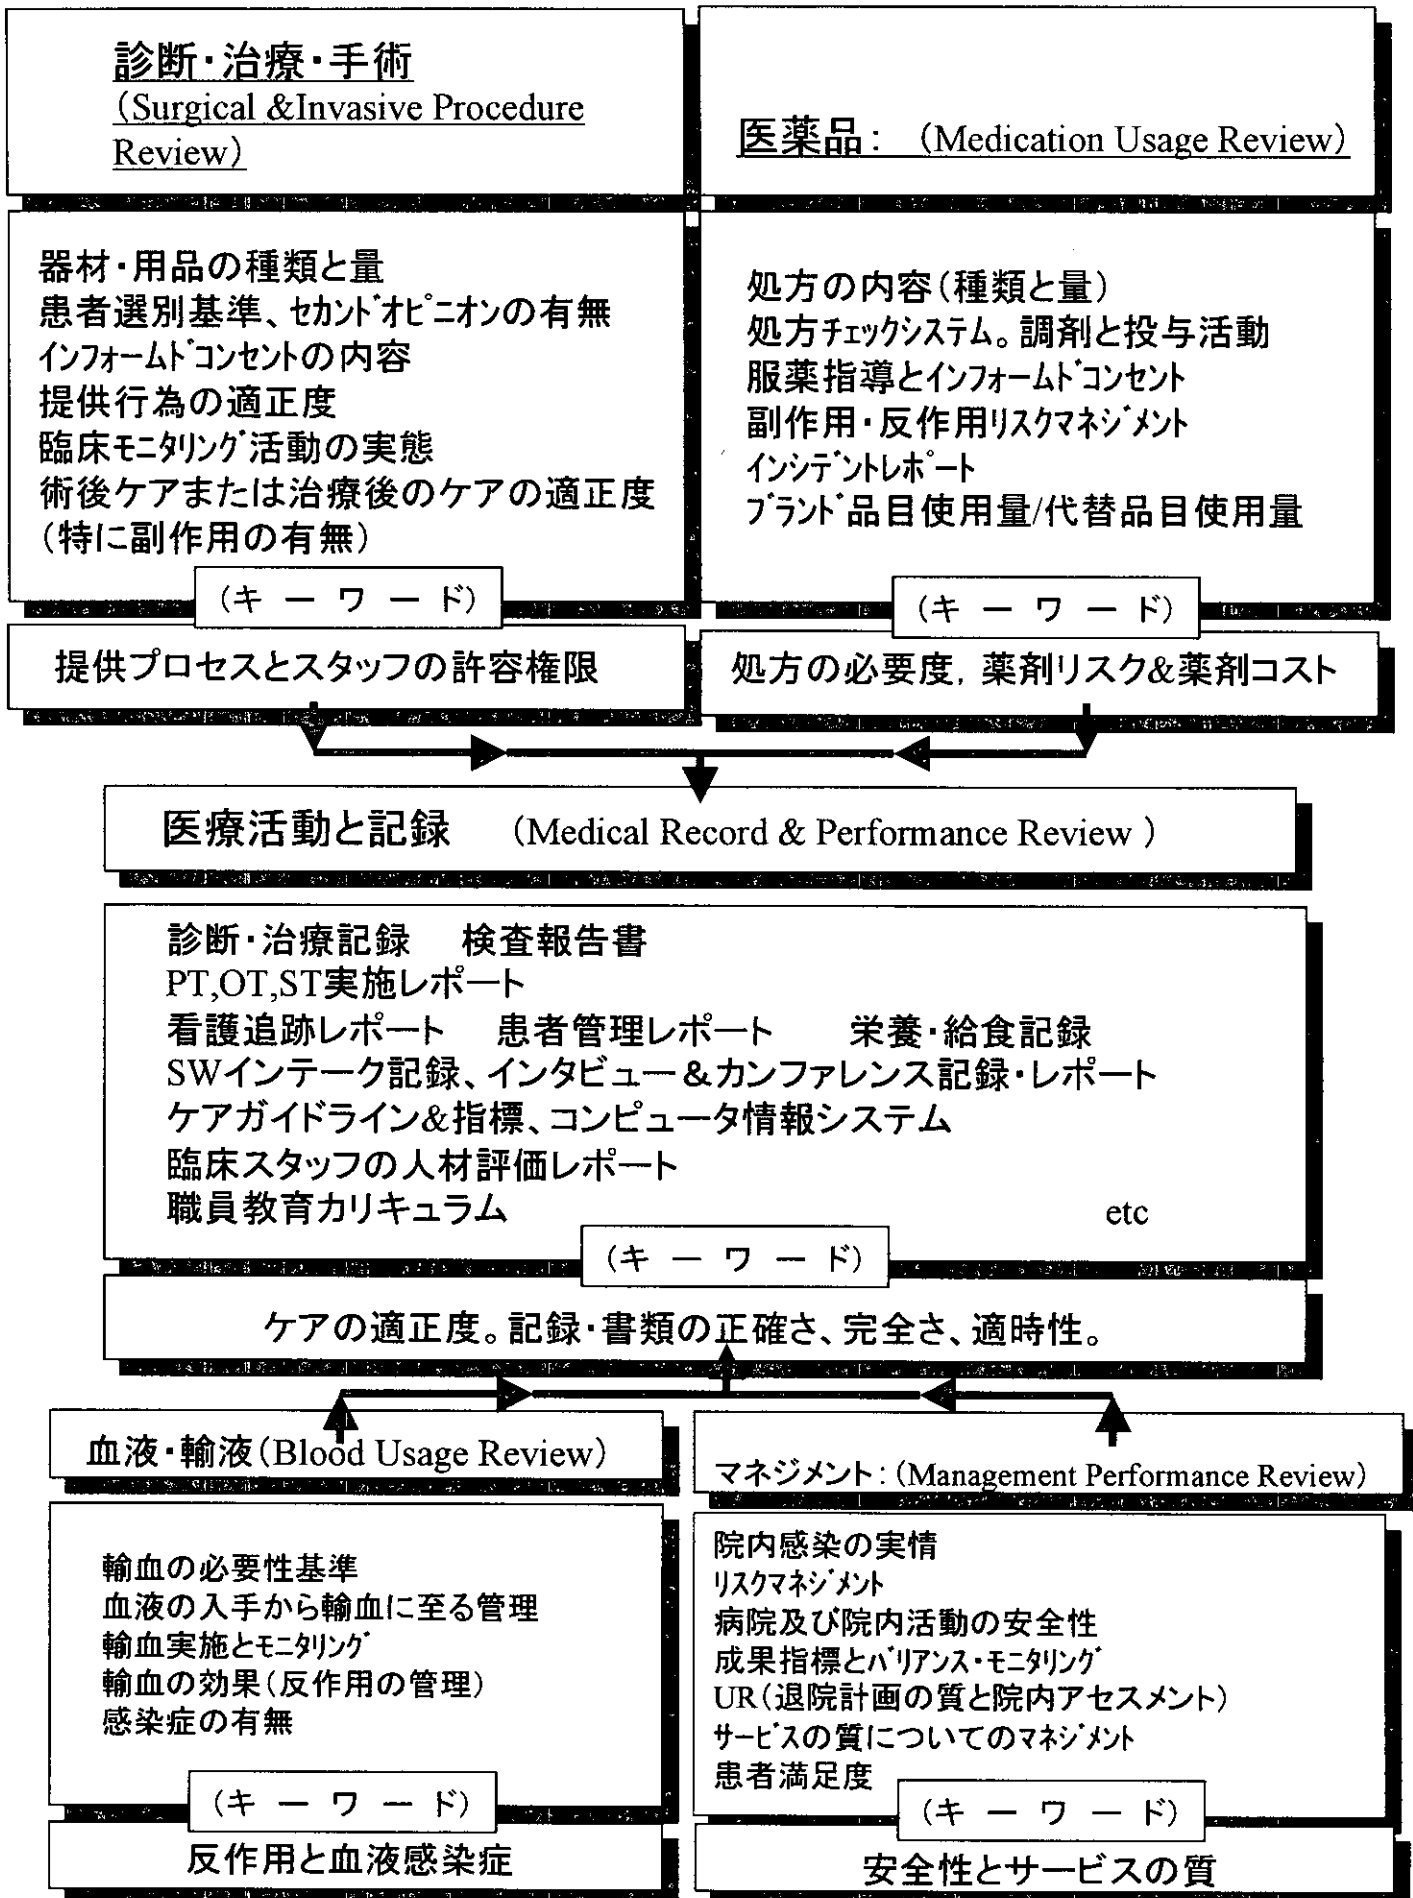 診断・治療・手術
(Surgical &Invasive Procedure
Review)
器材・用品の種類と量
患者選別基準、セカンドオピニオンの有無
インフォームドコンセントの内容
提供行為の適正度
臨床モニタリング活動の実態
術後ケアまたは治療後のケアの適正度
(特に副作用の有無)
(キ ー ワ ー ド)
提供プロセスとスタッフの許容権限
医薬品: (Medication Usage Review)
処方の内容(種類と量)
処方チェックシステム。調剤と投与活動
服薬指導とインフォームドコンセント
副作用・反作用リスクマネジメント
インシデントレポート
ブランド品目使用量/代替品目使用量
(キ ー ワ ー ド)
処方の必要度, 薬剤リスク&薬剤コスト
医療活動と記録 (Medical Record & Performance Review )
診断・治療記録 検査報告書
PT,OT,ST実施レポート
看護追跡レポート 患者管理レポート 栄養・給食記録
SWインテーク記録、インタビュー&カンファレンス記録・レポート
ケアガイドライン&指標、コンピュータ情報システム
臨床スタッフの人材評価レポート
職員教育カリキュラム etc
(キ ー ワ ー ド)
ケアの適正度。記録・書類の正確さ、完全さ、適時性。
血液・輸液(Blood Usage Review)
輸血の必要性基準
血液の入手から輸血に至る管理
輸血実施とモニタリング
輸血の効果(反作用の管理)
感染症の有無
(キ ー ワ ー ド)
反作用と血液感染症
マネジメント:(Management Performance Review)
院内感染の実情
リスクマネジメント
病院及び院内活動の安全性
成果指標とバリアンス・モニタリング
UR(退院計画の質と院内アセスメント)
サービスの質についてのマネジメント
患者満足度
(キ ー ワ ー ド)
安全性とサービスの質